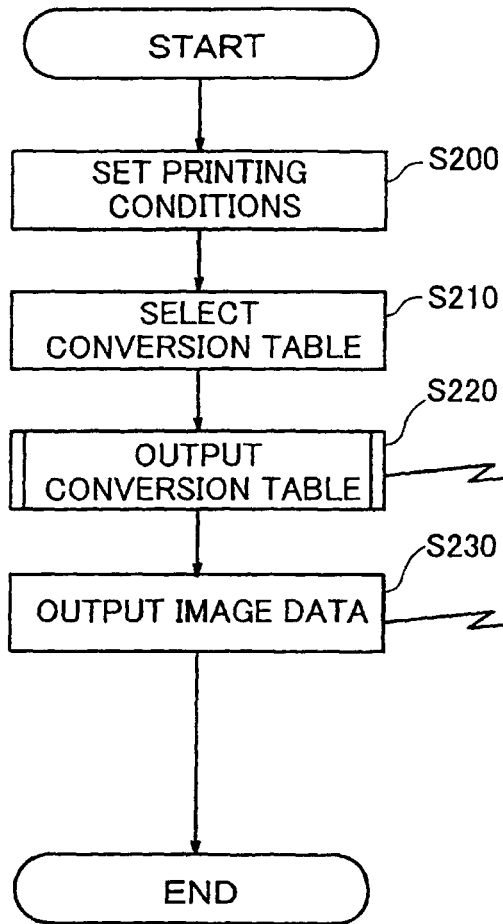 START
SET PRINTING
CONDITIONS
S200
SELECT
CONVERSION TABLE
S210
OUTPUT
CONVERSION TABLE
S220
OUTPUT IMAGE DATA
S230
END